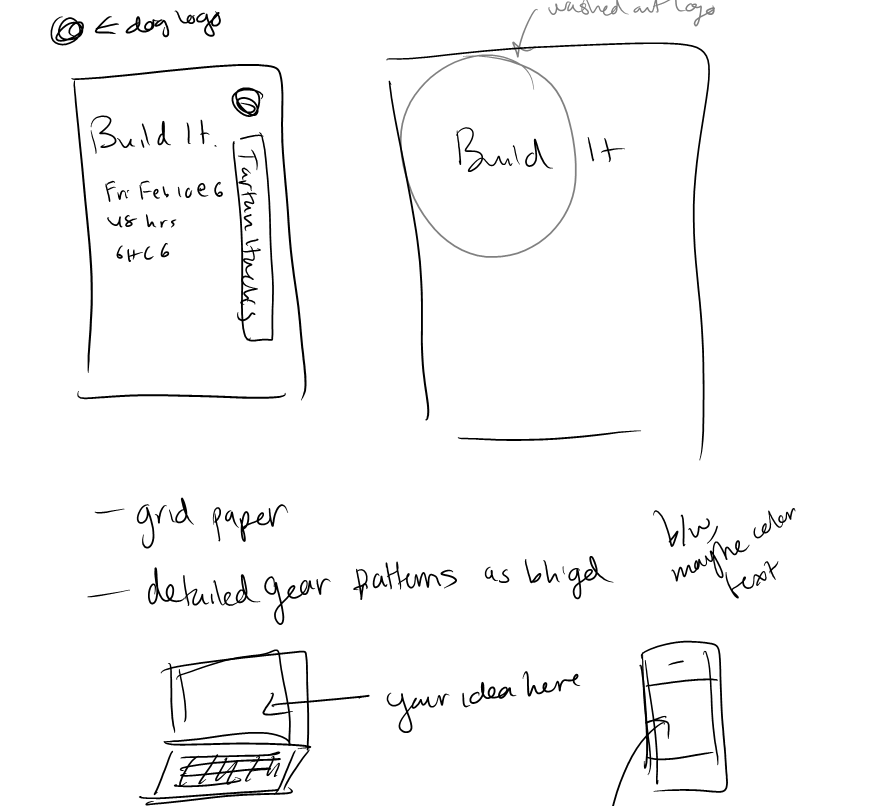 ← dog logo
washed out logo
Build It.
Fri Feb 10 @ 6
48 hrs
GHC 6
Tartan Hacks
Build It
- grid paper
- detailed gear patterns as bkgd
b/w,
maybe color
text
your idea here